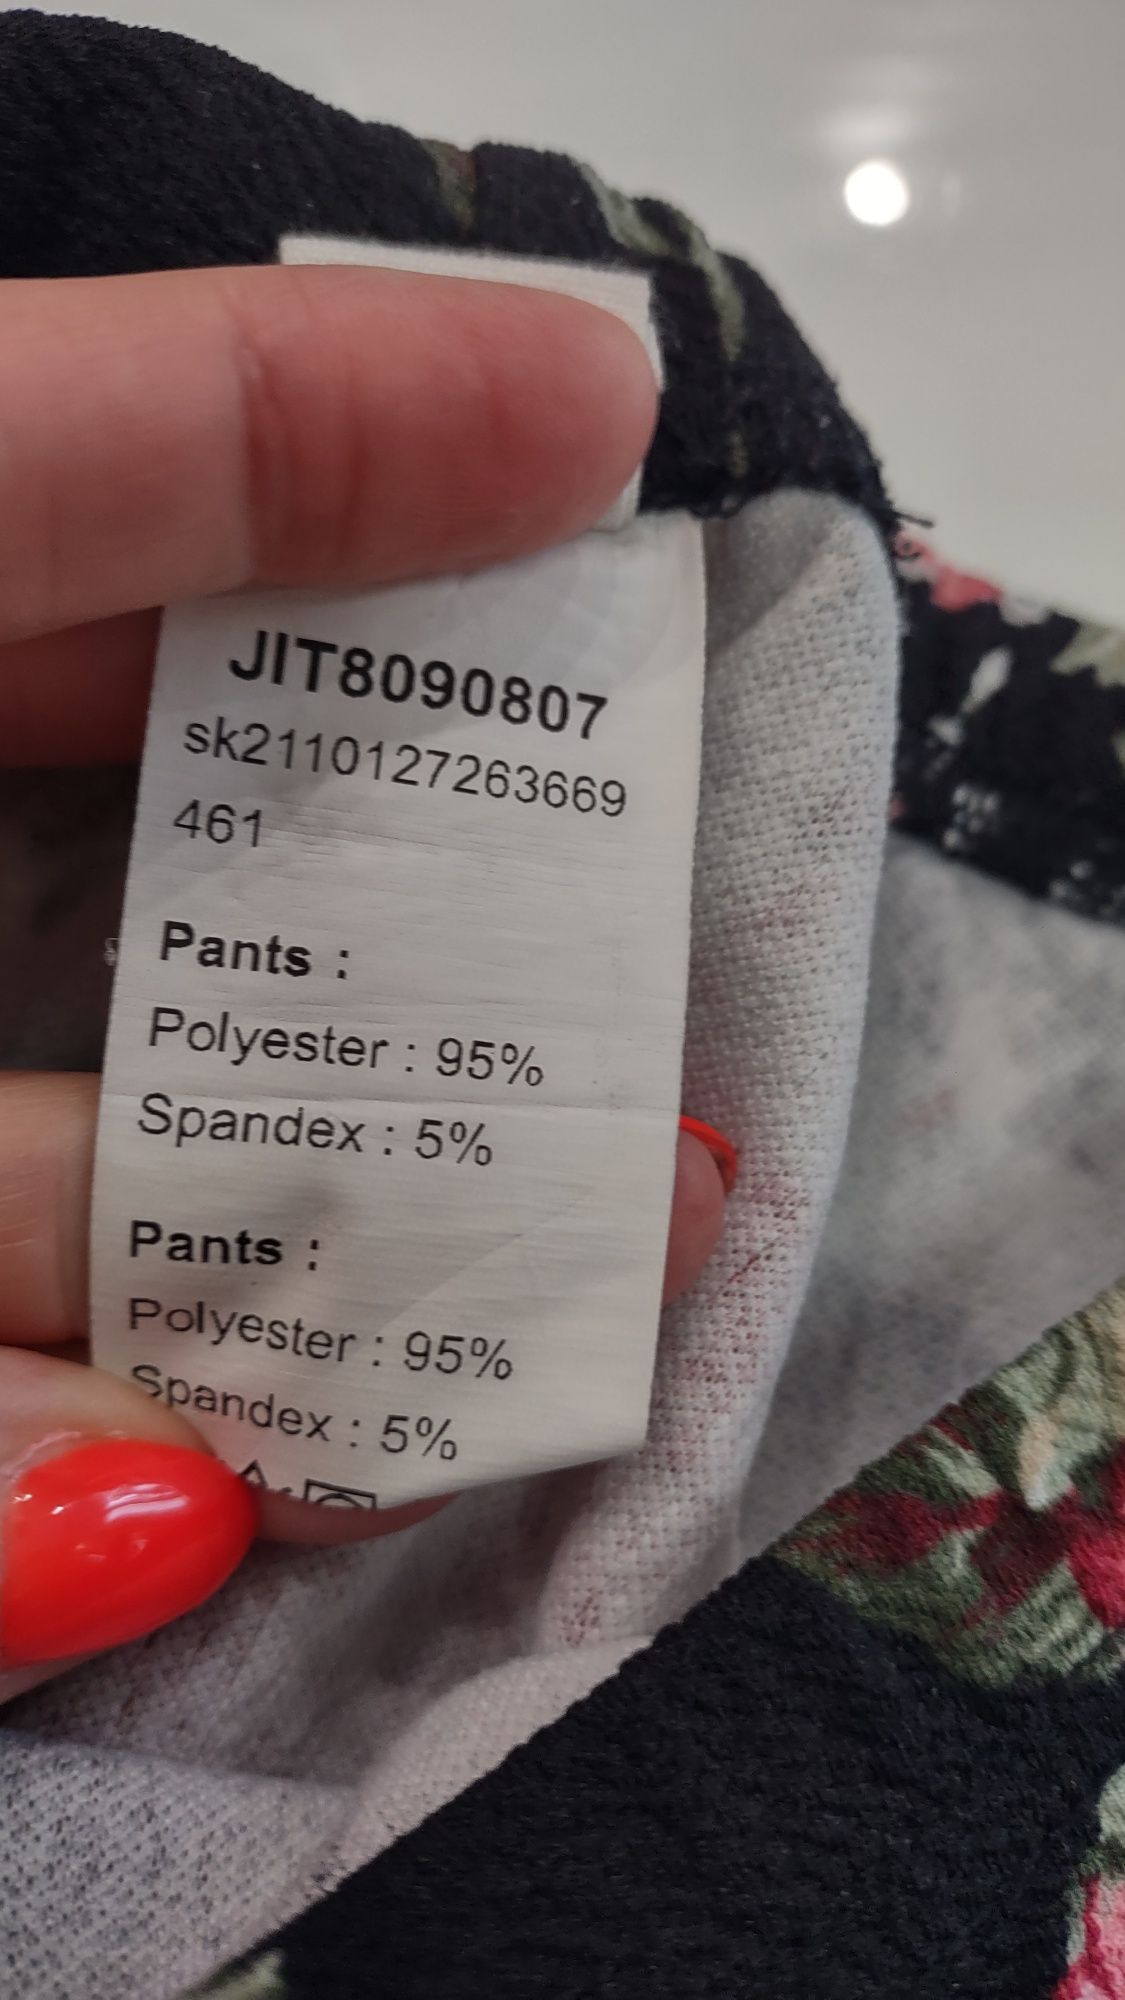 JIT8090807
sk2110127263669
461
Pants :
Polyester : 95%
Spandex : 5%
Pants :
Polyester : 95%
Spandex : 5%